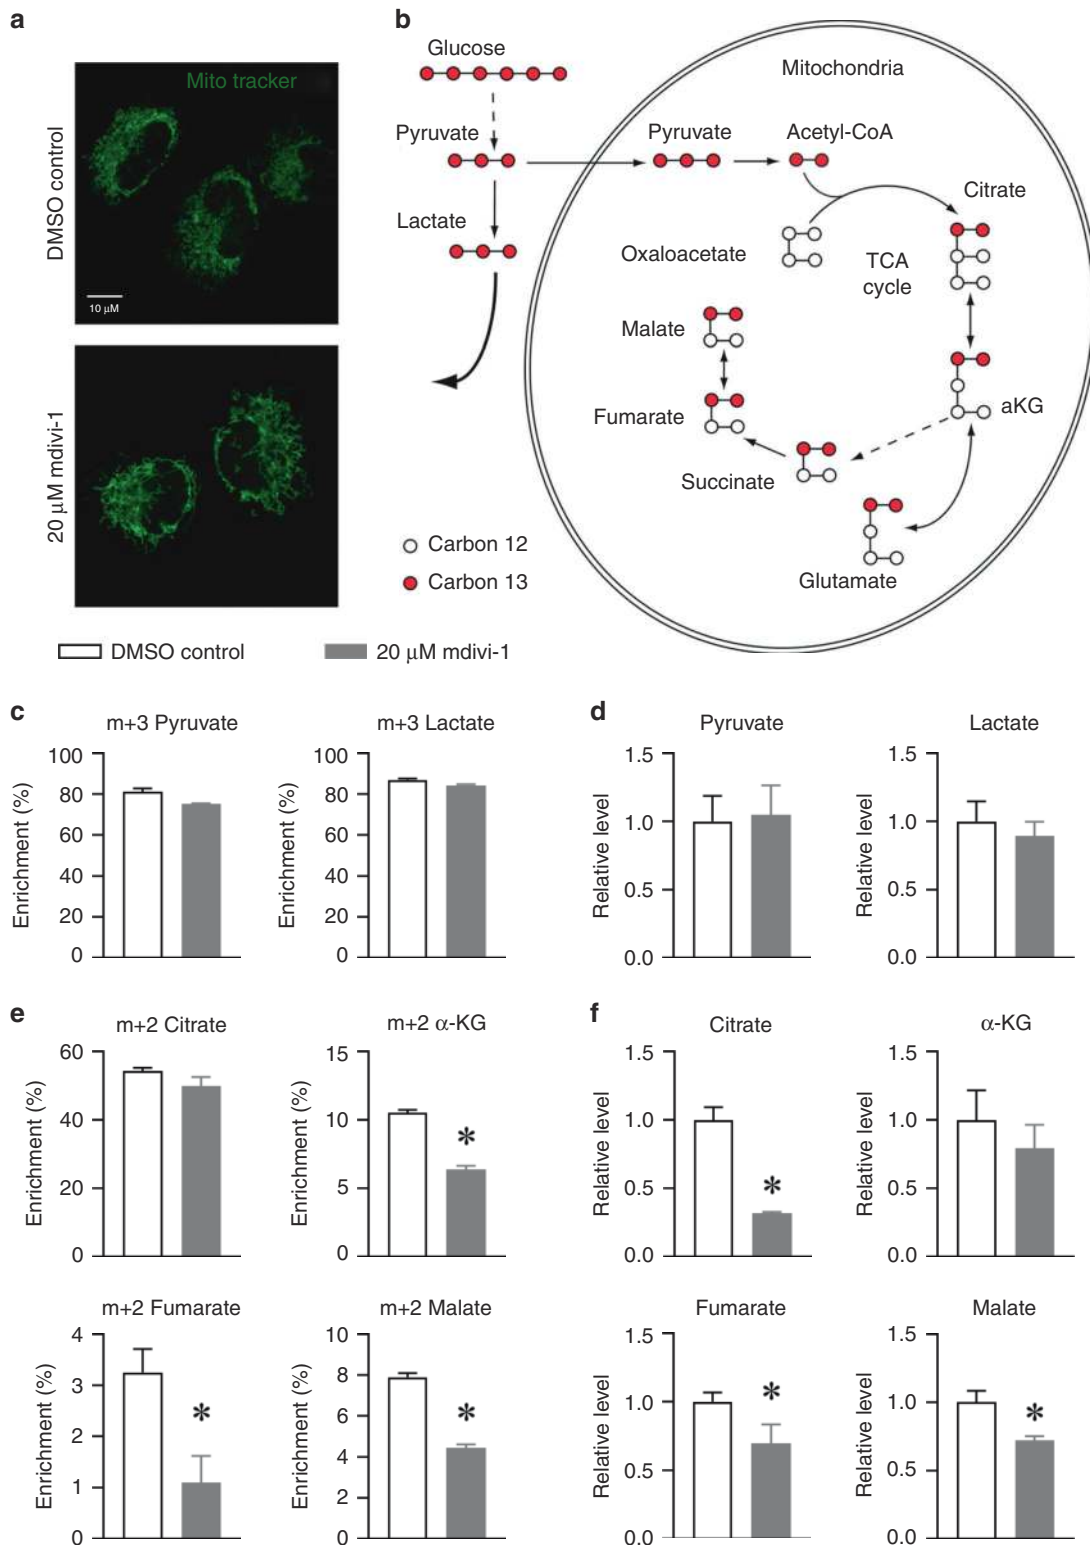 a
Mito tracker
DMSO control
10 μM
20 μM mdivi-1
b
Glucose
Mitochondria
Pyruvate
Pyruvate
Acetyl-CoA
Citrate
Lactate
Oxaloacetate
TCA
cycle
Malate
Fumarate
aKG
Succinate
Carbon 12
Carbon 13
Glutamate
DMSO control
20 μM mdivi-1
c
m+3 Pyruvate
Enrichment (%)
100
80
60
40
20
0
m+3 Lactate
Enrichment (%)
100
80
60
40
20
0
d
Pyruvate
Relative level
1.5
1.0
0.5
0.0
Lactate
Relative level
1.5
1.0
0.5
0.0
e
m+2 Citrate
Enrichment (%)
60
40
20
0
m+2 α-KG
Enrichment (%)
15
10
5
0
*
f
Citrate
Relative level
1.5
1.0
0.5
0.0
*
α-KG
Relative level
1.5
1.0
0.5
0.0
m+2 Fumarate
Enrichment (%)
4
3
2
1
0
*
m+2 Malate
Enrichment (%)
10
8
6
4
2
0
*
Fumarate
Relative level
1.5
1.0
0.5
0.0
*
Malate
Relative level
1.5
1.0
0.5
0.0
*